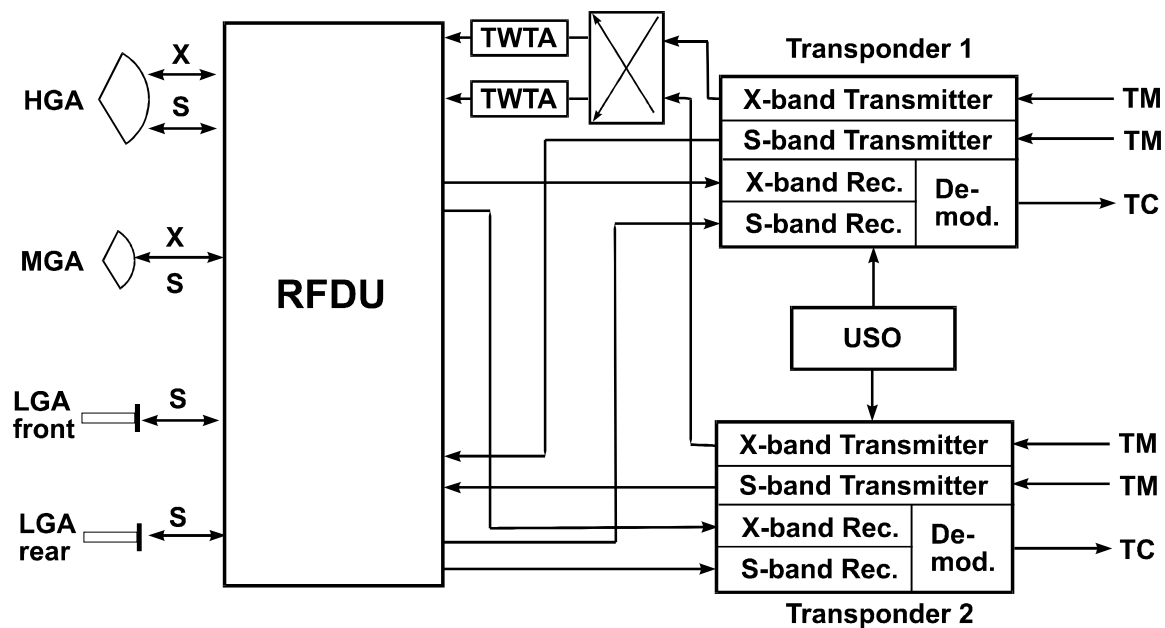 TWTA
Transponder 1
X
HGA
S
TWTA
X-band Transmitter
TM
S-band Transmitter
TM
X-band Rec.
De-
mod.
TC
S-band Rec.
X
MGA
S
RFDU
USO
LGA
front
S
X-band Transmitter
TM
S-band Transmitter
TM
LGA
rear
S
X-band Rec.
De-
mod.
TC
S-band Rec.
Transponder 2